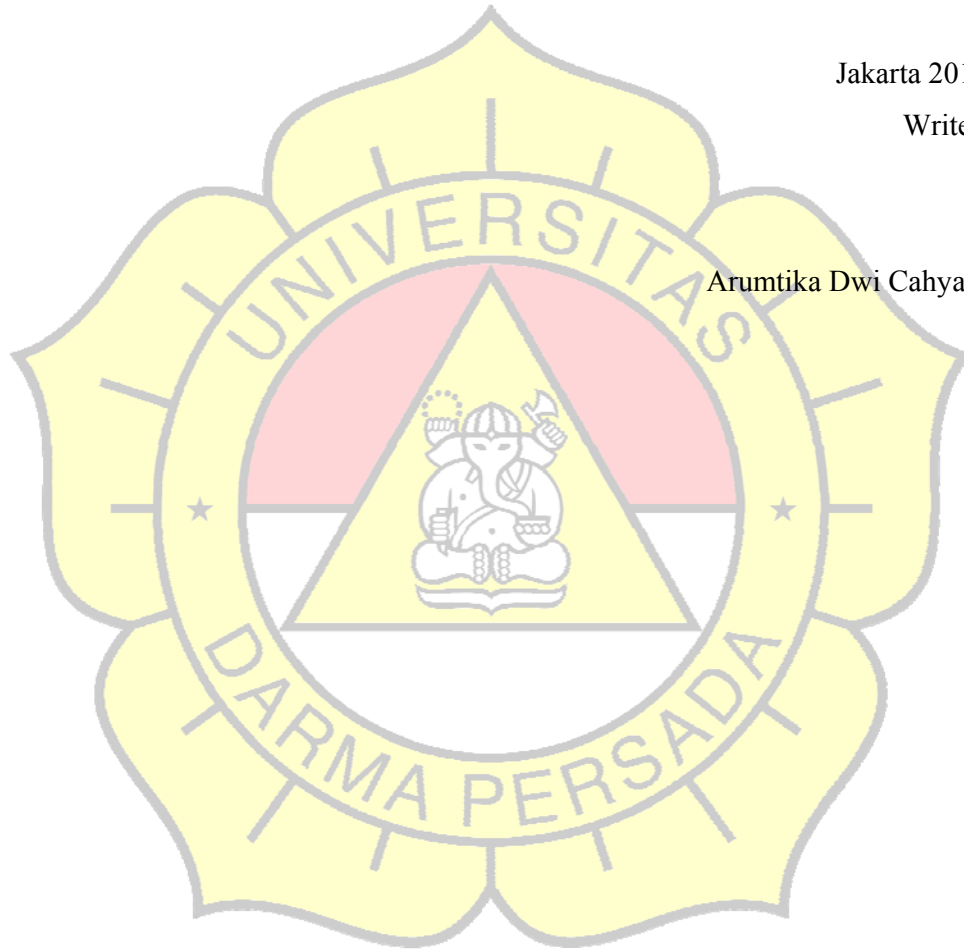 Jakarta 201
Write
Arumtika Dwi Cahya
UNIVERSITAS
DARMA PERSADA